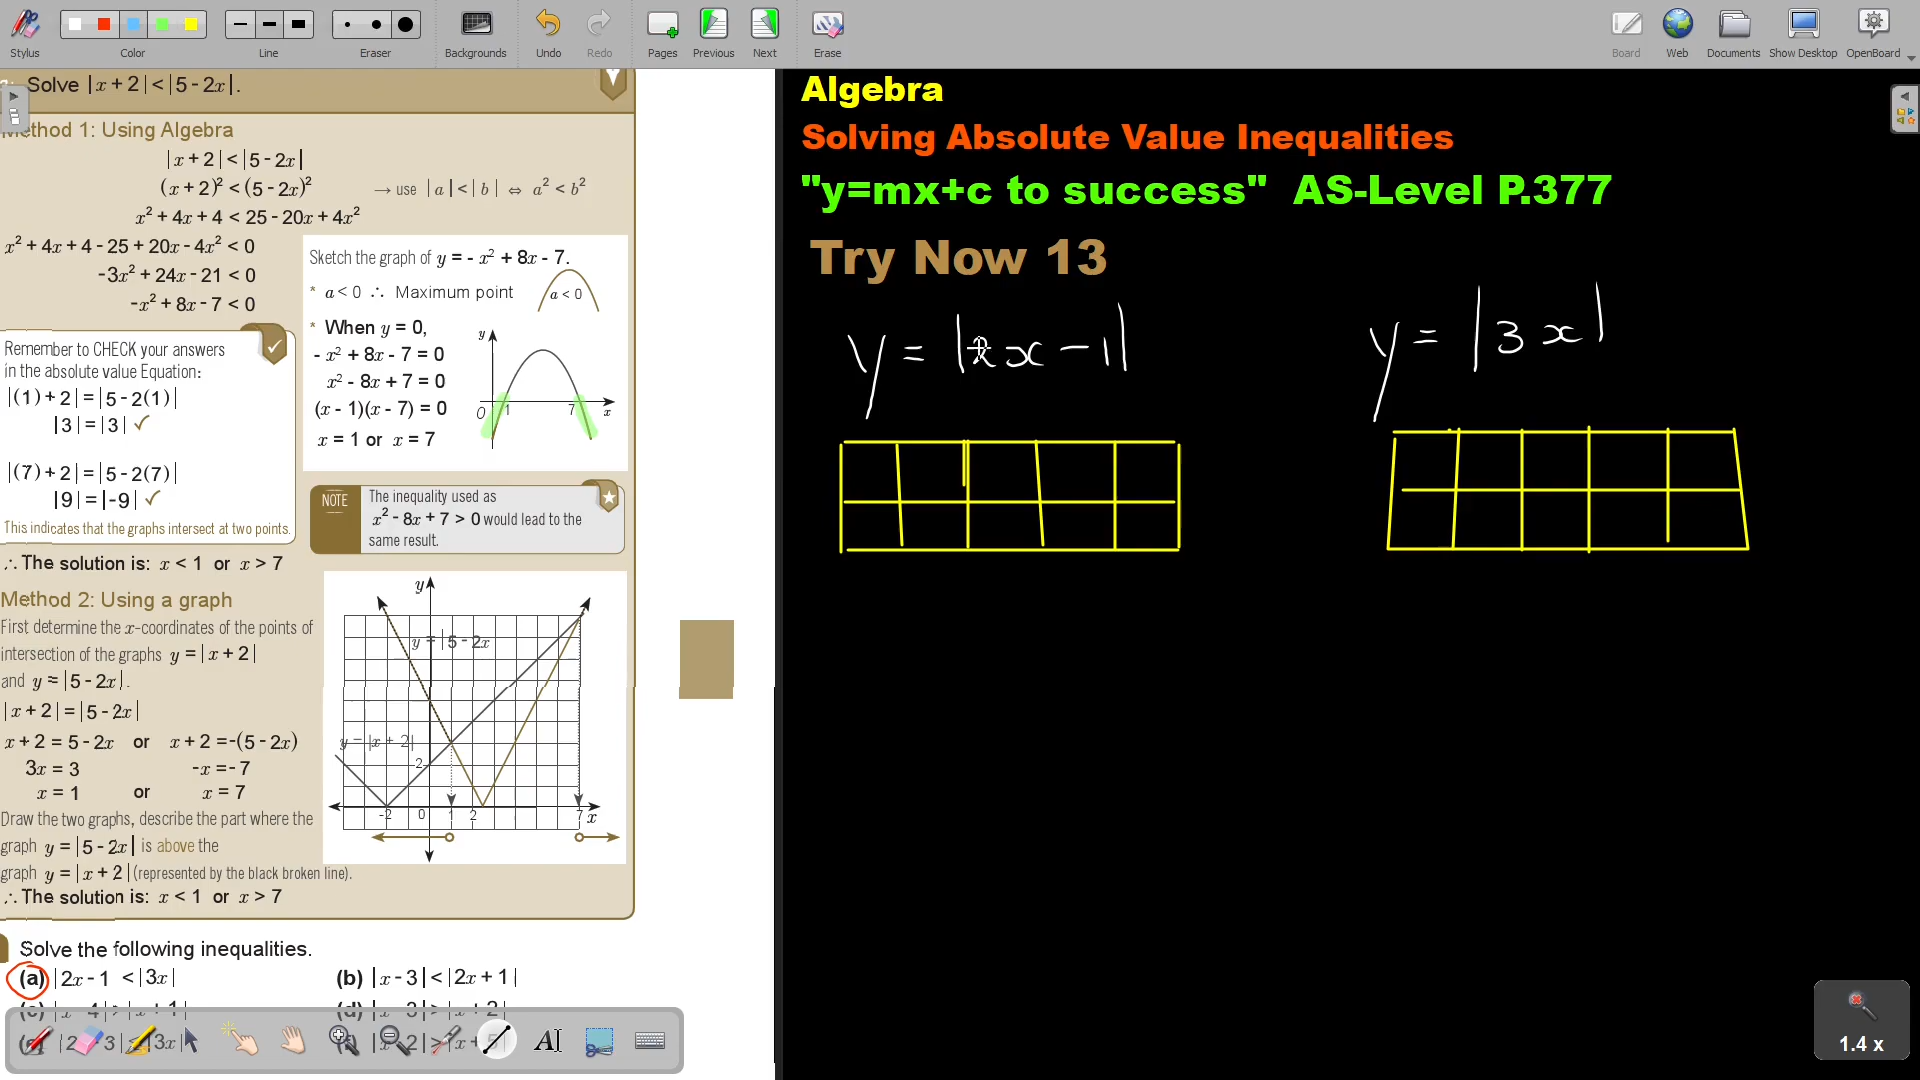 Stylus
Color
Line
Eraser
Backgrounds
Undo
Redo
Pages
Previous
Next
Erase
Board
Web
Documents
Show Desktop
OpenBoard
Solve |x + 2| < |5 - 2x|.
Method 1: Using Algebra
|x + 2| < |5 - 2x|
(x + 2)² < (5 - 2x)² → use |a| < |b| ⇔ a² < b²
x² + 4x + 4 < 25 - 20x + 4x²
x² + 4x + 4 - 25 + 20x - 4x² < 0
-3x² + 24x - 21 < 0
-x² + 8x - 7 < 0
Remember to CHECK your answers
in the absolute value Equation:
|(1) + 2| = |5 - 2(1)|
|3| = |3| ✓
|(7) + 2| = |5 - 2(7)|
|9| = |-9| ✓
This indicates that the graphs intersect at two points.
Sketch the graph of y = - x² + 8x - 7.
* a < 0 ∴ Maximum point
a < 0
* When y = 0,
- x² + 8x - 7 = 0
x² - 8x + 7 = 0
(x - 1)(x - 7) = 0
x = 1 or x = 7
y
O 1 7 x
NOTE
The inequality used as
x² - 8x + 7 > 0 would lead to the
same result.
∴ The solution is: x < 1 or x > 7
Method 2: Using a graph
First, determine the x-coordinates of the points of
intersection of the graphs y = |x + 2|
and y = |5 - 2x|.
|x + 2| = |5 - 2x|
x + 2 = 5 - 2x or x + 2 = -(5 - 2x)
3x = 3 -x = -7
x = 1 or x = 7
Draw the two graphs, describe the part where the
graph y = |5 - 2x| is above the
graph y = |x + 2| (represented by the black broken line).
∴ The solution is: x < 1 or x > 7
y
y = |5 - 2x
y = |x + 2|
2
-2 0 1 2 7 x
Solve the following inequalities.
(a) |2x - 1 < |3x|
(b) |x - 3| < |2x + 1|
Algebra
Solving Absolute Value Inequalities
"y=mx+c to success" AS-Level P.377
Try Now 13
y = |2x - 1|
y = |3x|
1.4 x